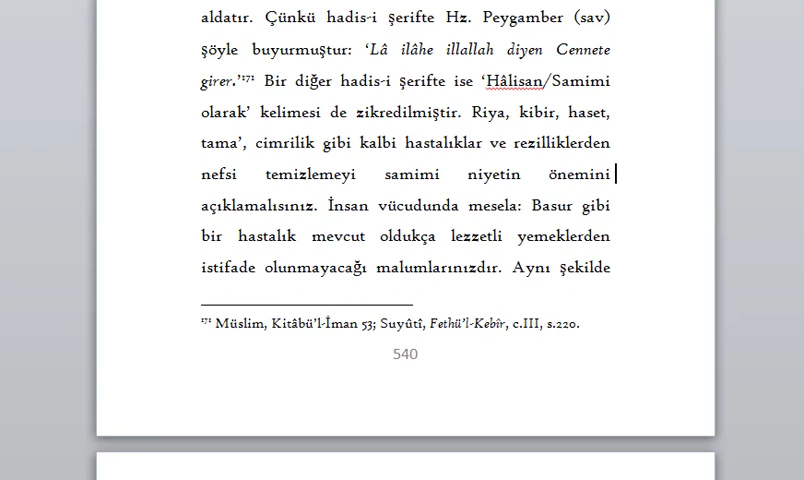 aldatır. Çünkü hadis-i şerifte Hz. Peygamber (sav)
şöyle buyurmuştur: ‘Lâ ilâhe illallah diyen Cennete
girer.’¹⁷¹ Bir diğer hadis-i şerifte ise ‘Hâlisan/Samimi
olarak’ kelimesi de zikredilmiştir. Riya, kibir, haset,
tama’, cimrilik gibi kalbi hastalıklar ve rezilliklerden
nefsi temizlemeyi samimi niyetin önemini
açıklamalısınız. İnsan vücudunda mesela: Basur gibi
bir hastalık mevcut oldukça lezzetli yemeklerden
istifade olunmayacağı malumlarınızdır. Aynı şekilde
¹⁷¹ Müslim, Kitâbü’l-İman 53; Suyûtî, Fethü’l-Kebîr, c.III, s.220.
540